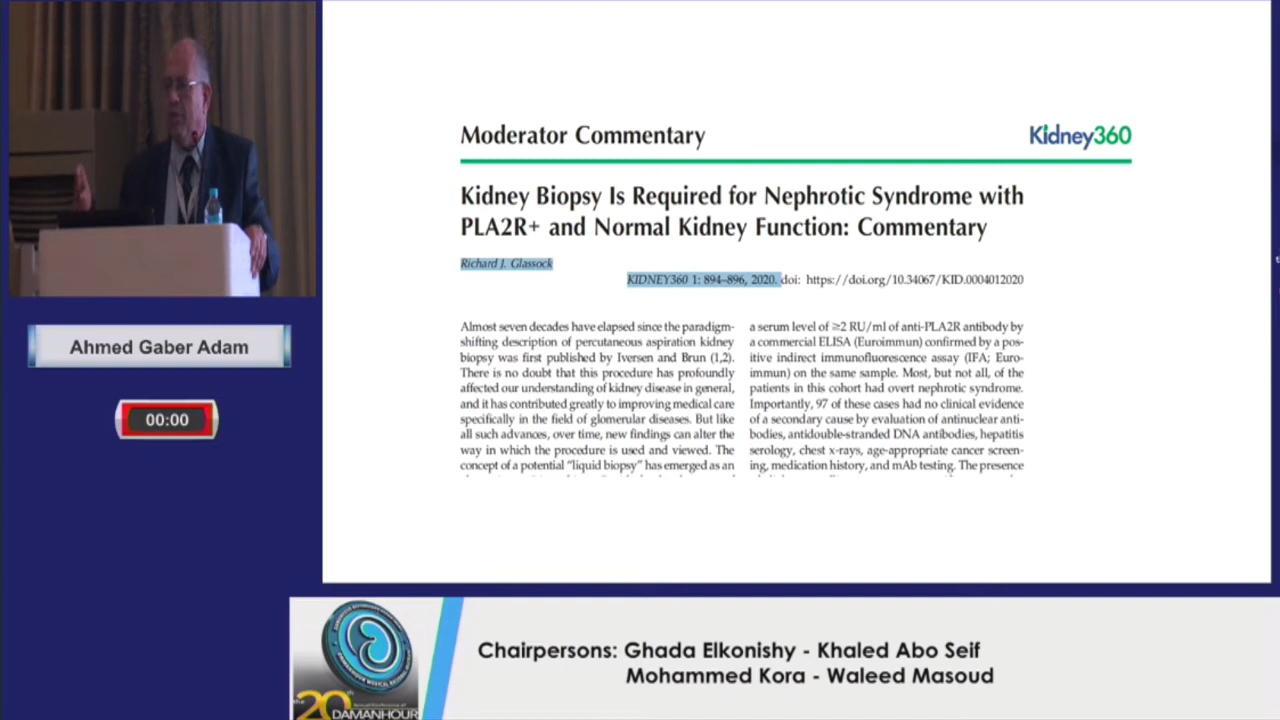 Moderator Commentary
Kidney360
Kidney Biopsy Is Required for Nephrotic Syndrome with
PLA2R+ and Normal Kidney Function: Commentary
Richard J. Glassock
KIDNEY360 1: 894–896, 2020. doi: https://doi.org/10.34067/KID.0004012020
Almost seven decades have elapsed since the paradigm-
shifting description of percutaneous aspiration kidney
biopsy was first published by Iversen and Brun (1,2).
There is no doubt that this procedure has profoundly
affected our understanding of kidney disease in general,
and it has contributed greatly to improving medical care
specifically in the field of glomerular diseases. But like
all such advances, over time, new findings can alter the
way in which the procedure is used and viewed. The
concept of a potential “liquid biopsy” has emerged as an
a serum level of ≥2 RU/ml of anti-PLA2R antibody by
a commercial ELISA (Euroimmun) confirmed by a pos-
itive indirect immunofluorescence assay (IFA; Euro-
immun) on the same sample. Most, but not all, of the
patients in this cohort had overt nephrotic syndrome.
Importantly, 97 of these cases had no clinical evidence
of a secondary cause by evaluation of antinuclear anti-
bodies, antidouble-stranded DNA antibodies, hepatitis
serology, chest x-rays, age-appropriate cancer screen-
ing, medication history, and mAb testing. The presence
Ahmed Gaber Adam
00:00
Chairpersons: Ghada Elkonishy - Khaled Abo Seif
Mohammed Kora - Waleed Masoud
the 20th
DAMANHOUR